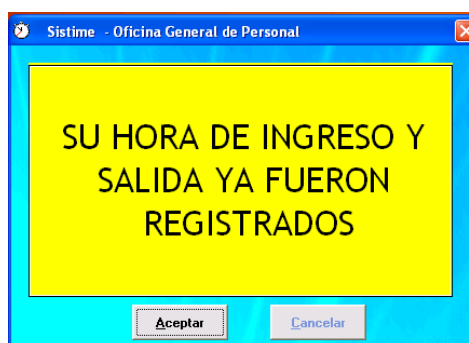 Sistime - Oficina General de Personal
SU HORA DE INGRESO Y
SALIDA YA FUERON
REGISTRADOS
Aceptar
Cancelar